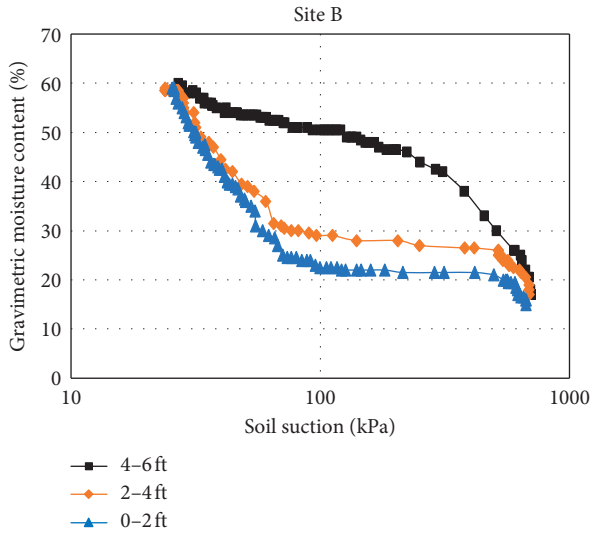 Site B
Gravimetric moisture content (%)
70
60
50
40
30
20
10
0
10
100
1000
Soil suction (kPa)
4–6 ft
2–4 ft
0–2 ft